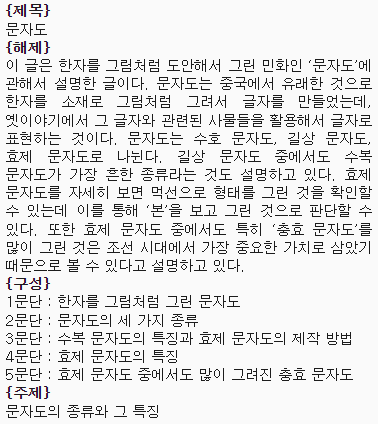 {제목}
문자도
{해제}
이 글은 한자를 그림처럼 도안해서 그린 민화인 ‘문자도’에
관해서 설명한 글이다. 문자도는 중국에서 유래한 것으로
한자를 소재로 그림처럼 그려서 글자를 만들었는데,
옛이야기에서 그 글자와 관련된 사물들을 활용해서 글자로
표현하는 것이다. 문자도는 수호 문자도, 길상 문자도,
효제 문자도로 나뉜다. 길상 문자도 중에서도 수복
문자도가 가장 흔한 종류라는 것도 설명하고 있다. 효제
문자도를 자세히 보면 먹선으로 형태를 그린 것을 확인할
수 있는데 이를 통해 ‘본’을 보고 그린 것으로 판단할 수
있다. 또한 효제 문자도 중에서도 특히 ‘충효 문자도’를
많이 그린 것은 조선 시대에서 가장 중요한 가치로 삼았기
때문으로 볼 수 있다고 설명하고 있다.
{구성}
1문단 : 한자를 그림처럼 그린 문자도
2문단 : 문자도의 세 가지 종류
3문단 : 수복 문자도의 특징과 효제 문자도의 제작 방법
4문단 : 효제 문자도의 특징
5문단 : 효제 문자도 중에서도 많이 그려진 충효 문자도
{주제}
문자도의 종류와 그 특징